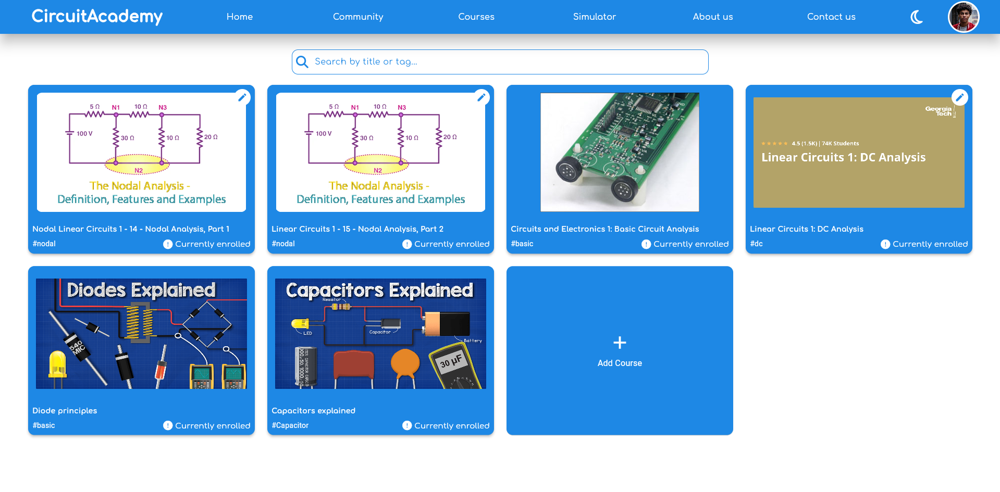 CircuitAcademy
Home
Community
Courses
Simulator
About us
Contact us
Search by title or tag...
5 Ω N1 10 Ω N3
100 V 30 Ω 10 Ω 20 Ω
N2
The Nodal Analysis -
Definition, Features and Examples
Nodal Linear Circuits 1 - 14 - Nodal Analysis, Part 1
#nodal
Currently enrolled
5 Ω N1 10 Ω N3
100 V 30 Ω 10 Ω 20 Ω
N2
The Nodal Analysis -
Definition, Features and Examples
Linear Circuits 1 - 15 - Nodal Analysis, Part 2
#nodal
Currently enrolled
GND
AGND
Circuits and Electronics 1: Basic Circuit Analysis
#basic
Currently enrolled
Georgia
Tech
4.5 (1.5K) | 74K Students
Linear Circuits 1: DC Analysis
Linear Circuits 1: DC Analysis
#dc
Currently enrolled
Diodes Explained
540
MIC
Diode principles
#basic
Currently enrolled
Capacitors Explained
Resistor
LED
Capacitor
Battery
30 µF
Capacitors explained
#Capacitor
Currently enrolled
Add Course